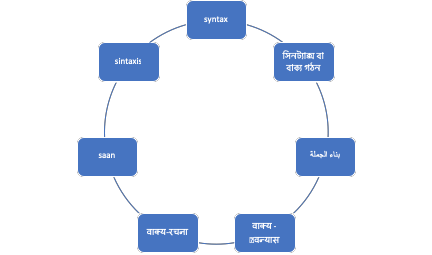 syntax
সিনট্যাক্স বা
বাক্য গঠন
بناء الجملة
वाक्य -
विन्यास
वाक्य-रचना
saan
sintaxis